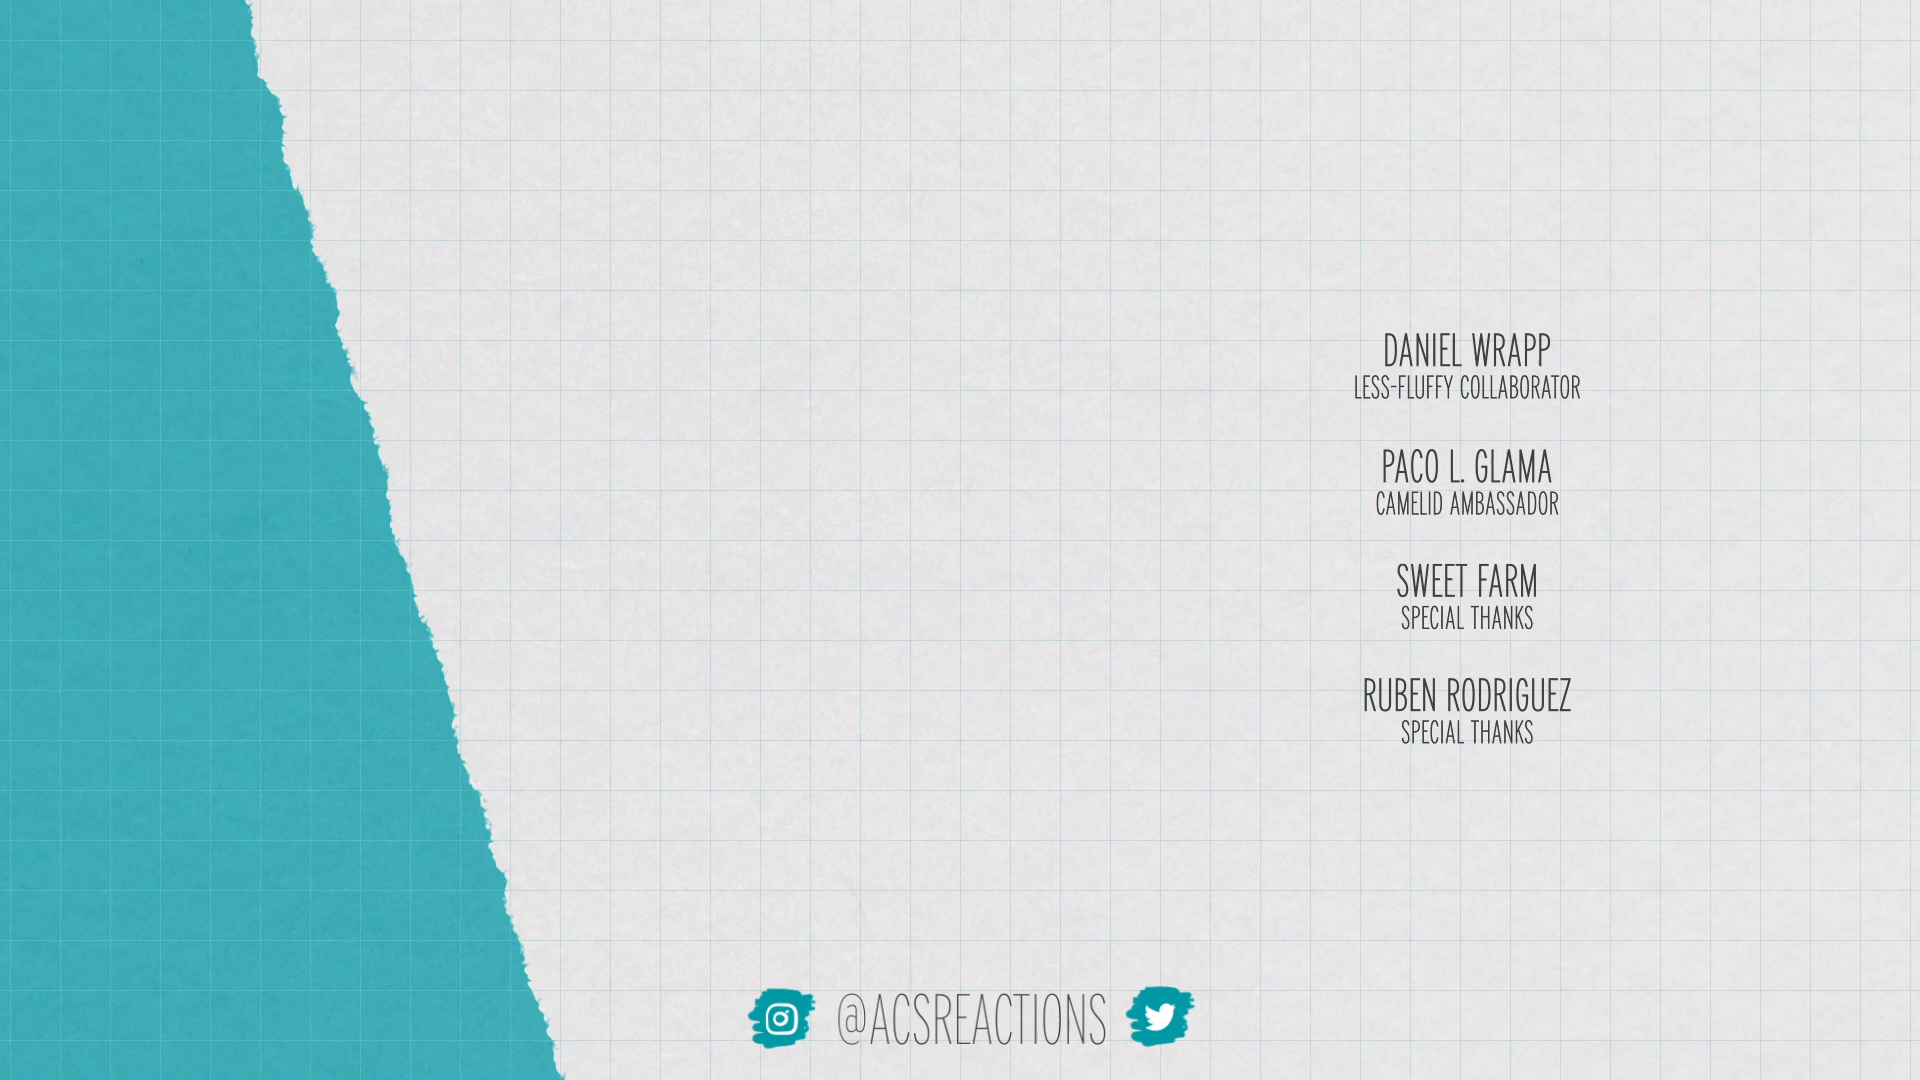 DANIEL WRAPP
LESS-FLUFFY COLLABORATOR
PACO L. GLAMA
CAMELID AMBASSADOR
SWEET FARM
SPECIAL THANKS
RUBEN RODRIGUEZ
SPECIAL THANKS
@ACSREACTIONS